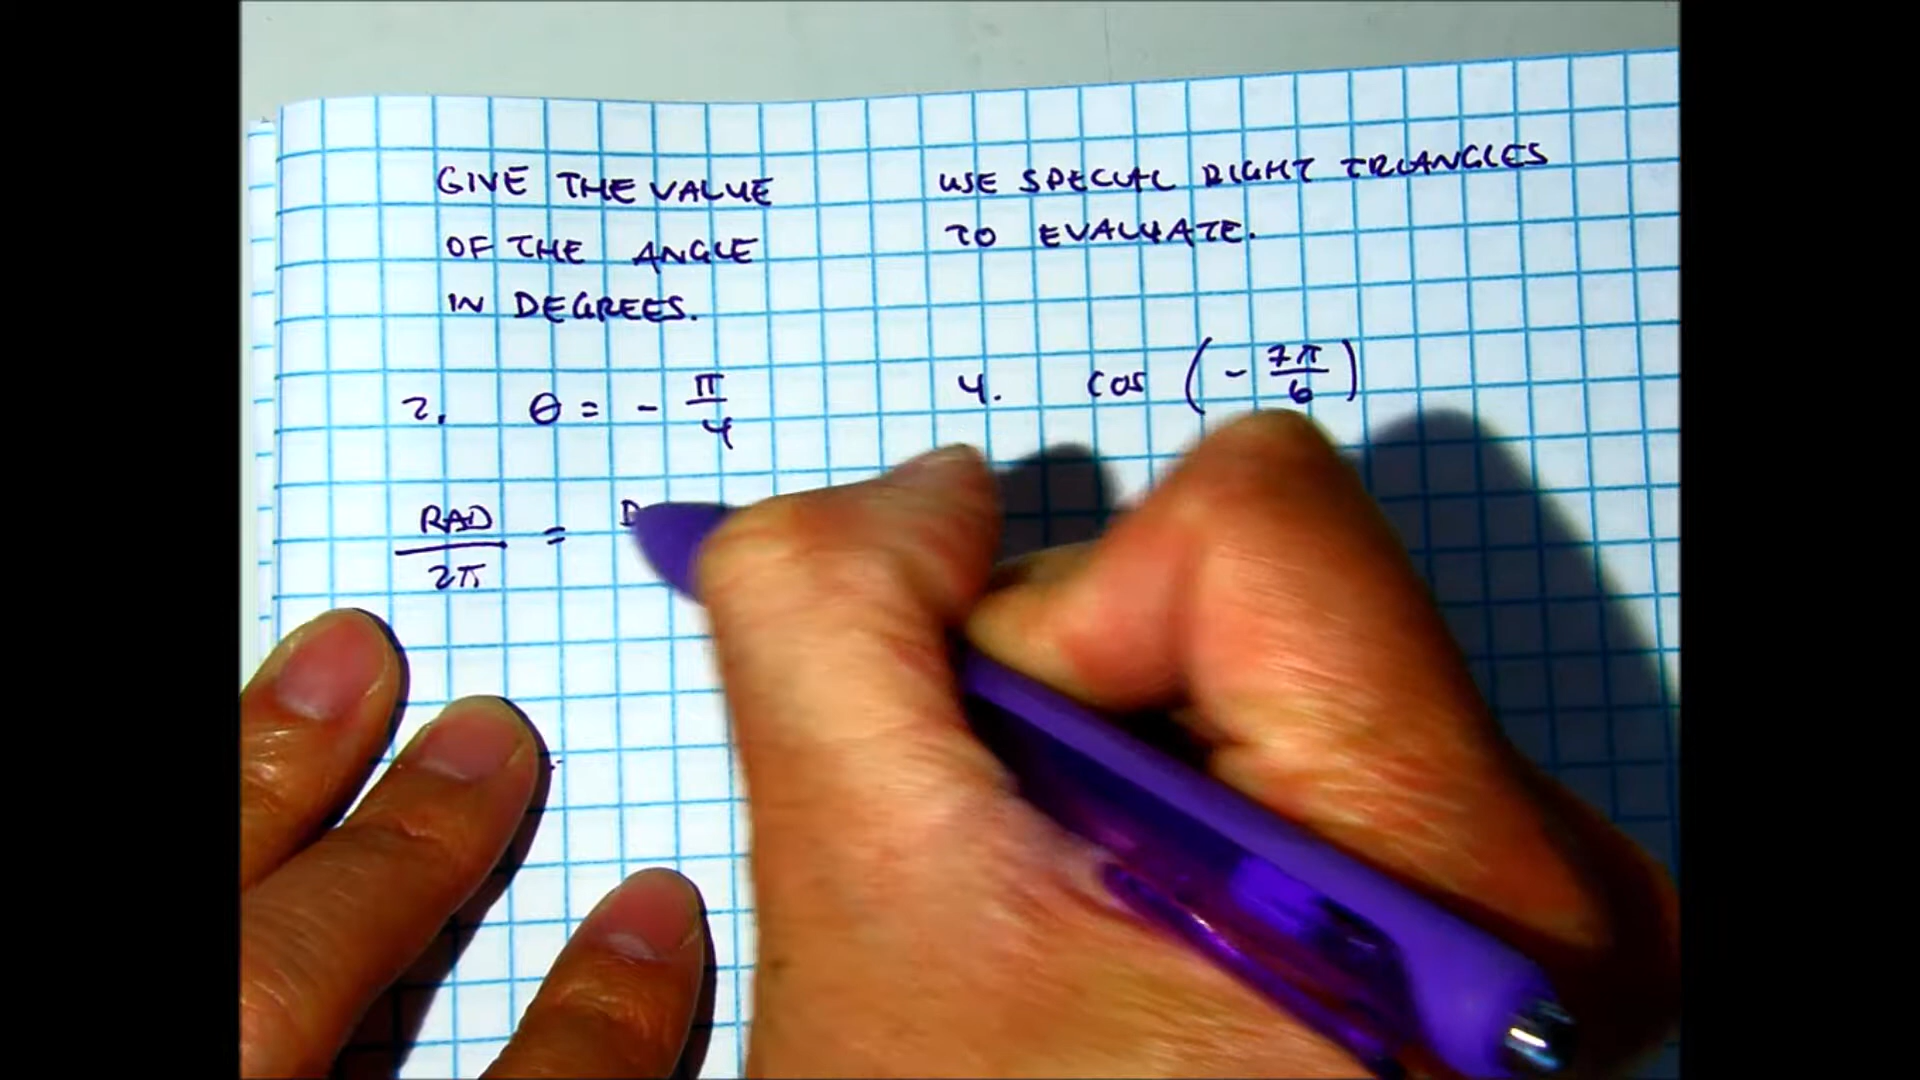 GIVE THE VALUE
OF THE ANGLE
IN DEGREES.
2. θ = - π/4
RAD/2π = D
USE SPECIAL RIGHT TRIANGLES
TO EVALUATE.
4. cos (- 7π/6)